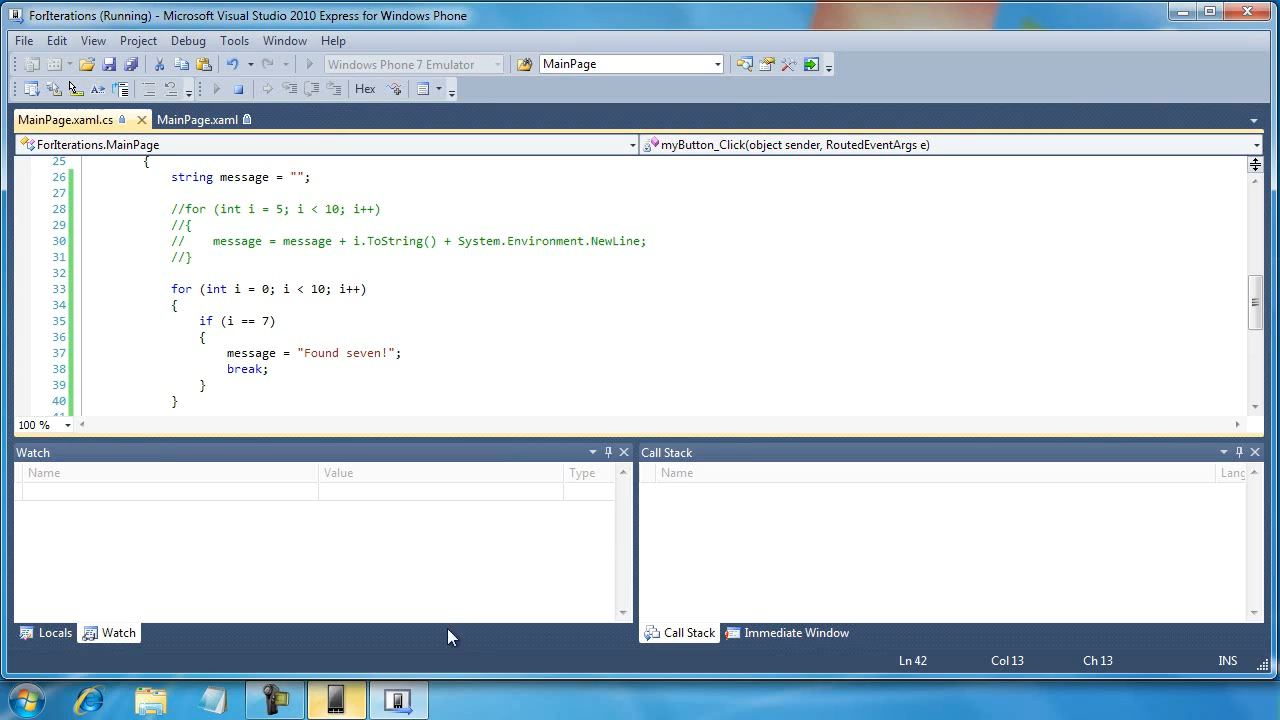 ForIterations (Running) - Microsoft Visual Studio 2010 Express for Windows Phone
File Edit View Project Debug Tools Window Help
Windows Phone 7 Emulator MainPage
Hex
MainPage.xaml.cs MainPage.xaml
ForIterations.MainPage myButton_Click(object sender, RoutedEventArgs e)
25 {
26 string message = "";
27
28 //for (int i = 5; i < 10; i++)
29 //{
30 // message = message + i.ToString() + System.Environment.NewLine;
31 //}
32
33 for (int i = 0; i < 10; i++)
34 {
35 if (i == 7)
36 {
37 message = "Found seven!";
38 break;
39 }
40 }
41
100 %
Watch Call Stack
Name Value Type Name Lang
Locals Watch Call Stack Immediate Window
Ln 42 Col 13 Ch 13 INS